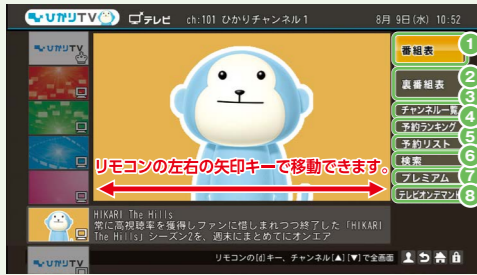 ひかりTV
テレビ ch:101 ひかりチャンネル1 8月 9日(水) 10:52
ひかりTV
番組表 1
裏番組表 2
チャンネル一覧 3
予約ランキング 4
予約リスト 5
検索 6
プレミアム 7
テレビオンデマンド 8
リモコンの左右の矢印キーで移動できます。
HIKARI The Hills
常に高視聴率を獲得しファンに惜しまれつつ終了した「HIKARI
The Hills」シーズン2を、週末にまとめてにオンエア
ひかりTV
リモコンの[d]キー、チャンネル[▲][▼]で全画面